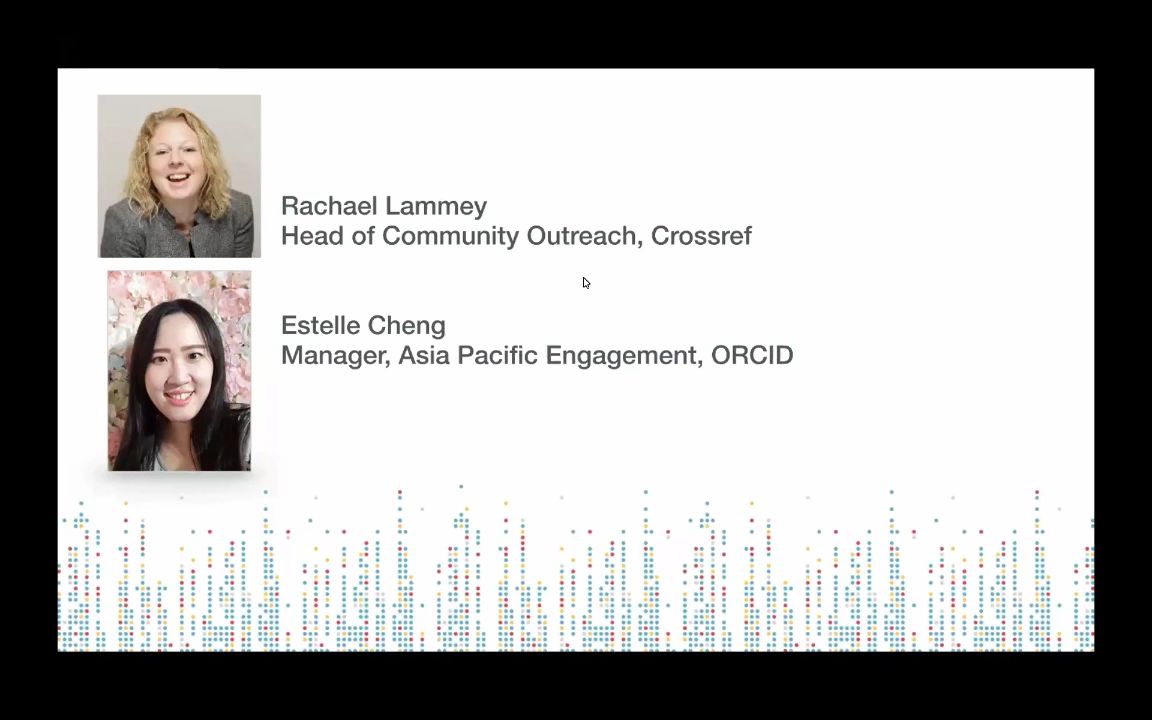 Rachael Lammey
Head of Community Outreach, Crossref
Estelle Cheng
Manager, Asia Pacific Engagement, ORCID